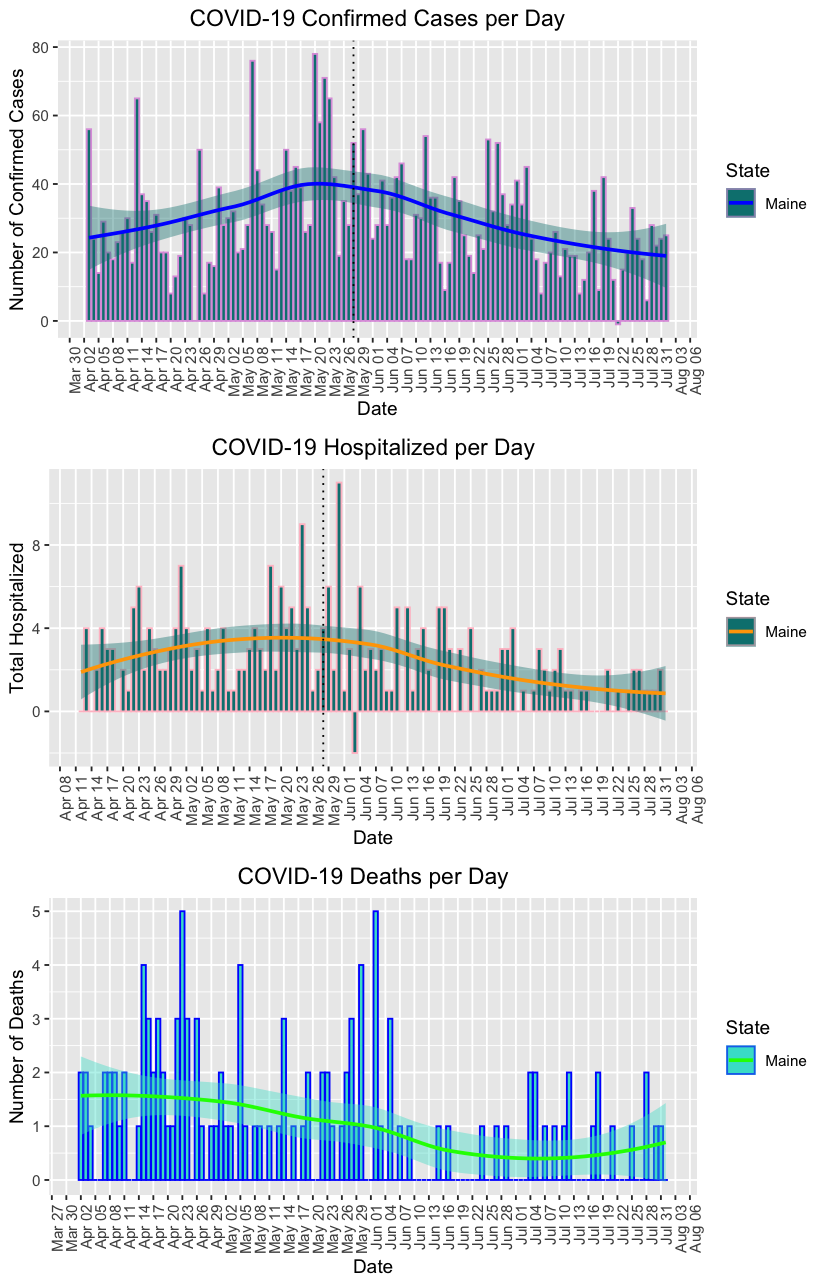 COVID-19 Confirmed Cases per Day
Number of Confirmed Cases
80
60
40
20
0
Mar 30
Apr 02
Apr 05
Apr 08
Apr 11
Apr 14
Apr 17
Apr 20
Apr 23
Apr 26
Apr 29
May 02
May 05
May 08
May 11
May 14
May 17
May 20
May 23
May 26
May 29
Jun 01
Jun 04
Jun 07
Jun 10
Jun 13
Jun 16
Jun 19
Jun 22
Jun 25
Jun 28
Jul 01
Jul 04
Jul 07
Jul 10
Jul 13
Jul 16
Jul 19
Jul 22
Jul 25
Jul 28
Jul 31
Aug 03
Aug 06
Date
State
Maine
COVID-19 Hospitalized per Day
Total Hospitalized
8
4
0
Apr 08
Apr 11
Apr 14
Apr 17
Apr 20
Apr 23
Apr 26
Apr 29
May 02
May 05
May 08
May 11
May 14
May 17
May 20
May 23
May 26
May 29
Jun 01
Jun 04
Jun 07
Jun 10
Jun 13
Jun 16
Jun 19
Jun 22
Jun 25
Jun 28
Jul 01
Jul 04
Jul 07
Jul 10
Jul 13
Jul 16
Jul 19
Jul 22
Jul 25
Jul 28
Jul 31
Aug 03
Aug 06
Date
State
Maine
COVID-19 Deaths per Day
Number of Deaths
5
4
3
2
1
0
Mar 27
Mar 30
Apr 02
Apr 05
Apr 08
Apr 11
Apr 14
Apr 17
Apr 20
Apr 23
Apr 26
Apr 29
May 02
May 05
May 08
May 11
May 14
May 17
May 20
May 23
May 26
May 29
Jun 01
Jun 04
Jun 07
Jun 10
Jun 13
Jun 16
Jun 19
Jun 22
Jun 25
Jun 28
Jul 01
Jul 04
Jul 07
Jul 10
Jul 13
Jul 16
Jul 19
Jul 22
Jul 25
Jul 28
Jul 31
Aug 03
Aug 06
Date
State
Maine